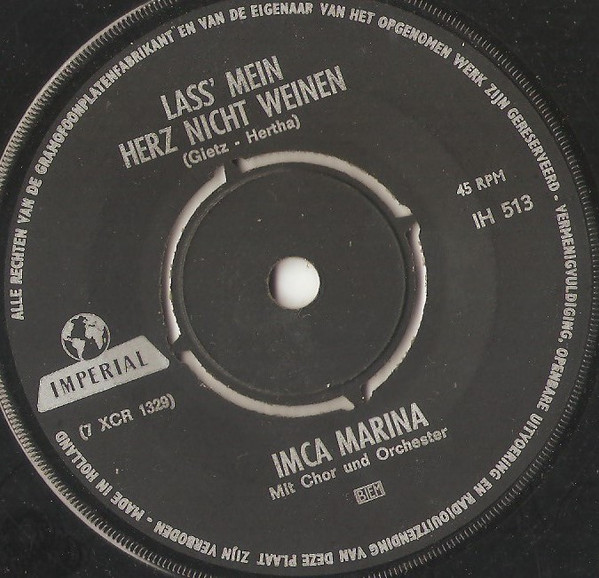 ALLE RECHTEN VAN DE GRAMOFOONPLATENFABRIKANT EN VAN DE EIGENAAR VAN HET OPGENOMEN WERK ZIJN GERESERVEERD - VERMENIGVULDIGING, OPENBARE UITVOERING EN RADIOUITZENDING VAN DEZE PLAAT ZIJN VERBODEN - MADE IN HOLLAND
LASS' MEIN
HERZ NICHT WEINEN
(Gietz - Hertha)
45 RPM
IH 513
IMPERIAL
(7 XCR 1329)
IMCA MARINA
Mit Chor und Orchester
BIEM